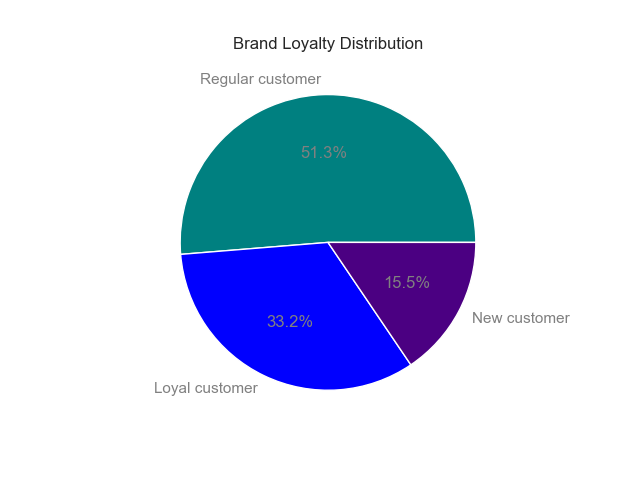 Brand Loyalty Distribution
Regular customer
51.3%
15.5%
33.2%
New customer
Loyal customer